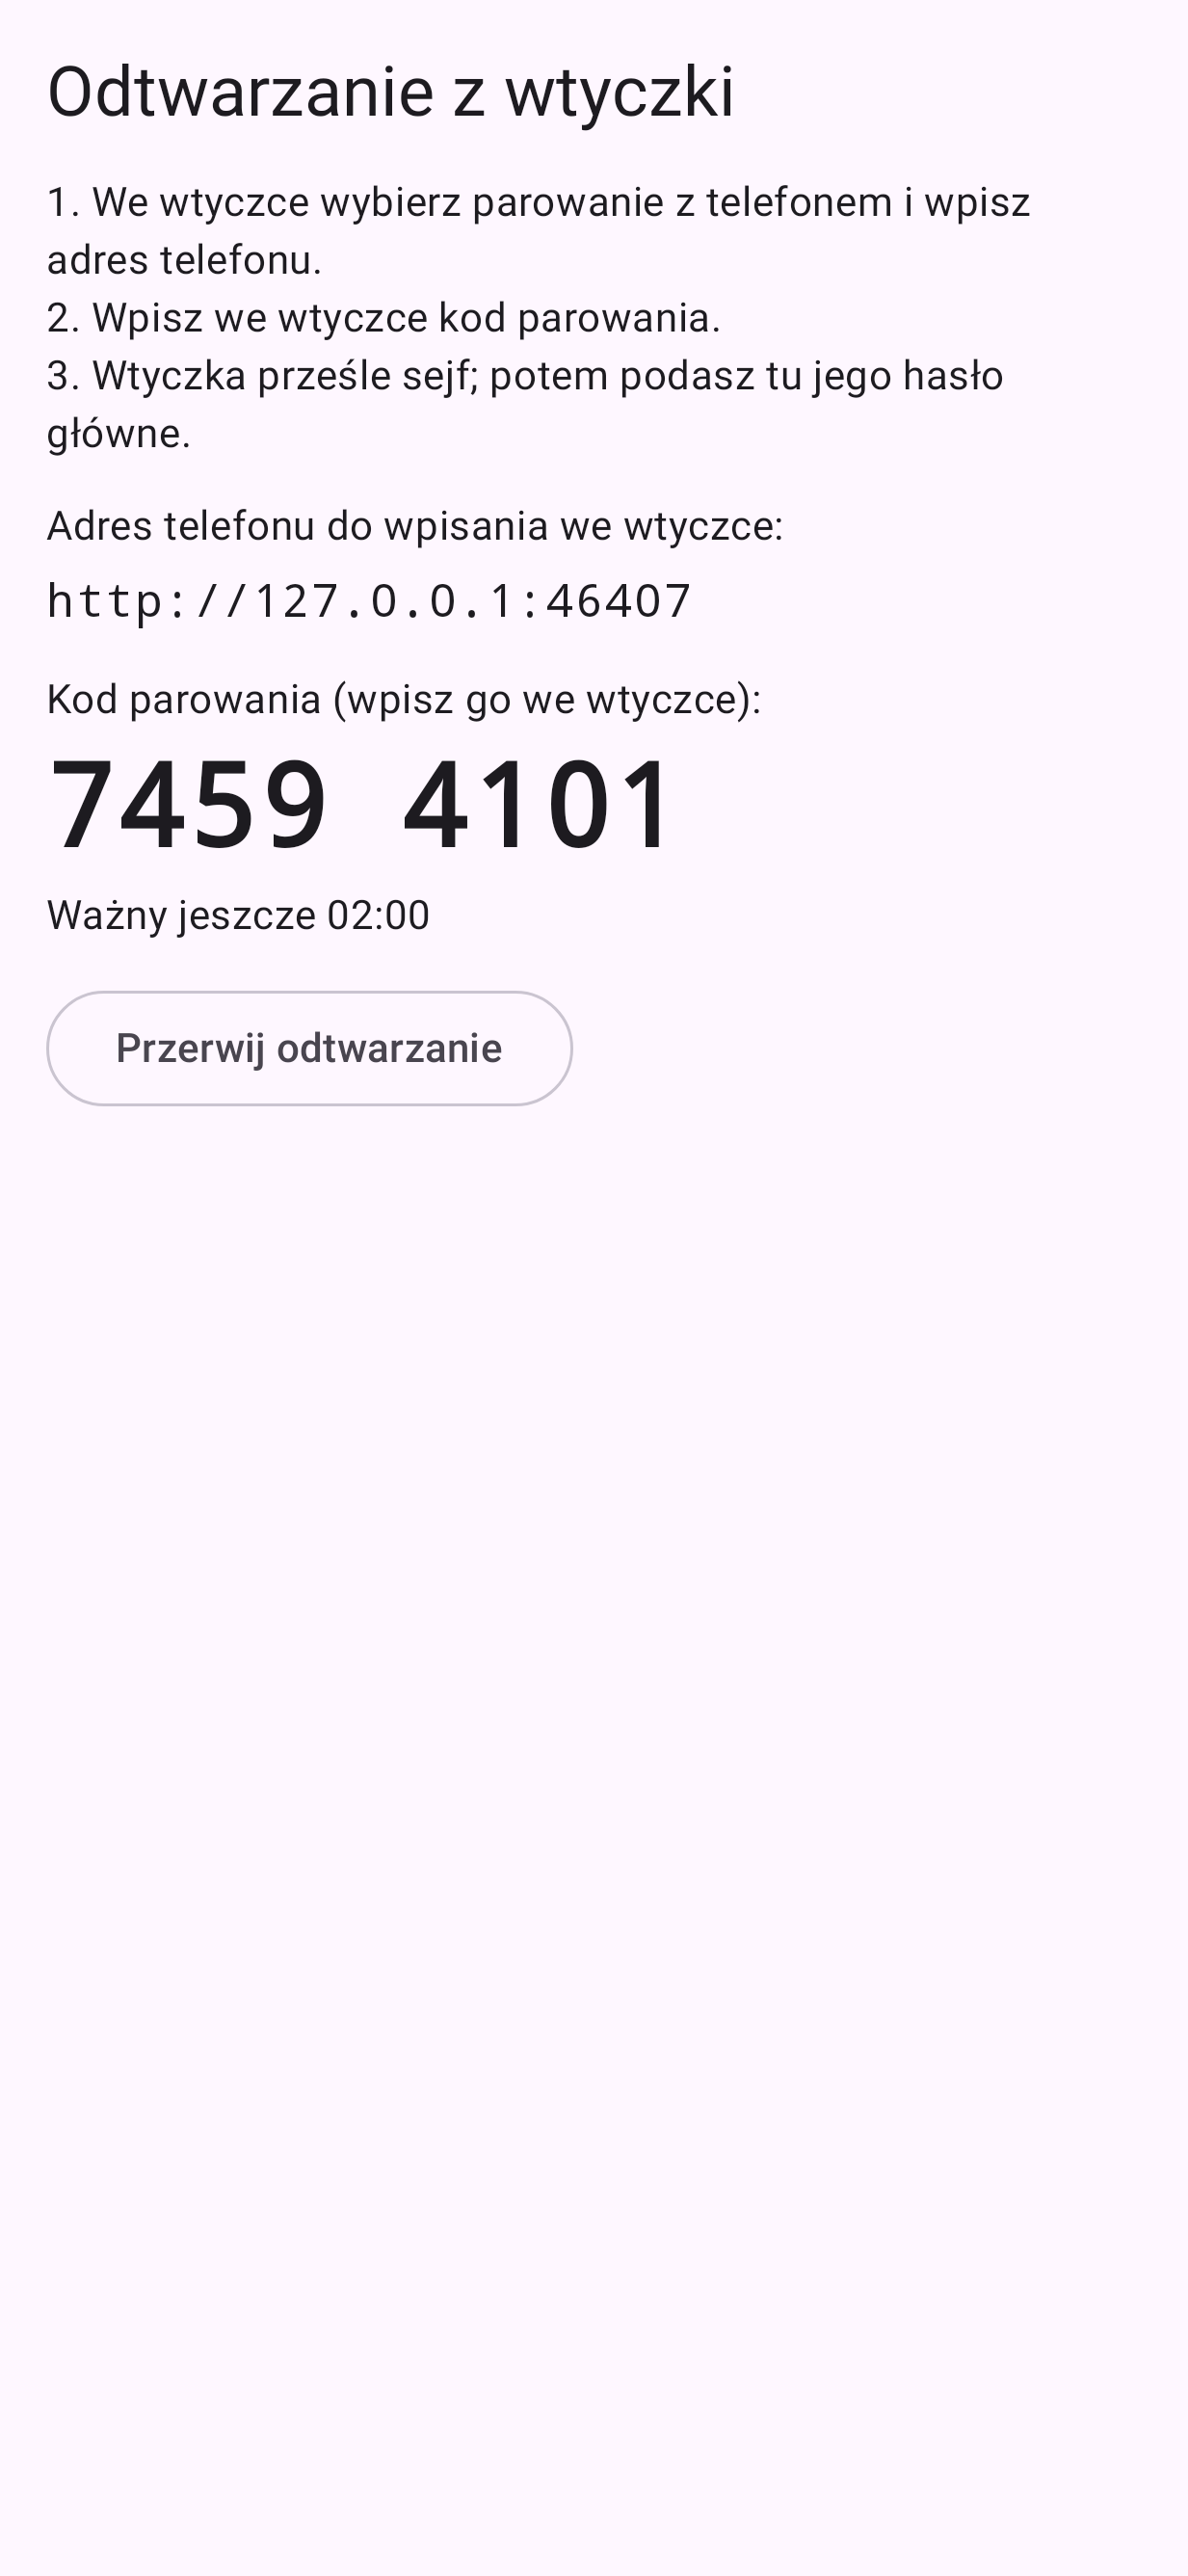 Odtwarzanie z wtyczki
1. We wtyczce wybierz parowanie z telefonem i wpisz
adres telefonu.
2. Wpisz we wtyczce kod parowania.
3. Wtyczka prześle sejf; potem podasz tu jego hasło
główne.
Adres telefonu do wpisania we wtyczce:
http://127.0.0.1:46407
Kod parowania (wpisz go we wtyczce):
7459 4101
Ważny jeszcze 02:00
Przerwij odtwarzanie